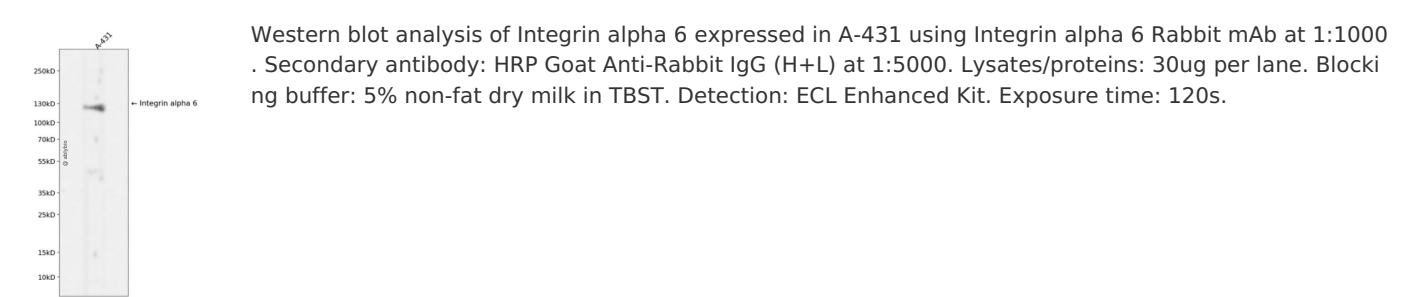 A-431
250kD
130kD
← Integrin alpha 6
100kD
70kD
@ ablybio
55kD
35kD
25kD
15kD
10kD
Western blot analysis of Integrin alpha 6 expressed in A-431 using Integrin alpha 6 Rabbit mAb at 1:1000
. Secondary antibody: HRP Goat Anti-Rabbit IgG (H+L) at 1:5000. Lysates/proteins: 30ug per lane. Blocki
ng buffer: 5% non-fat dry milk in TBST. Detection: ECL Enhanced Kit. Exposure time: 120s.